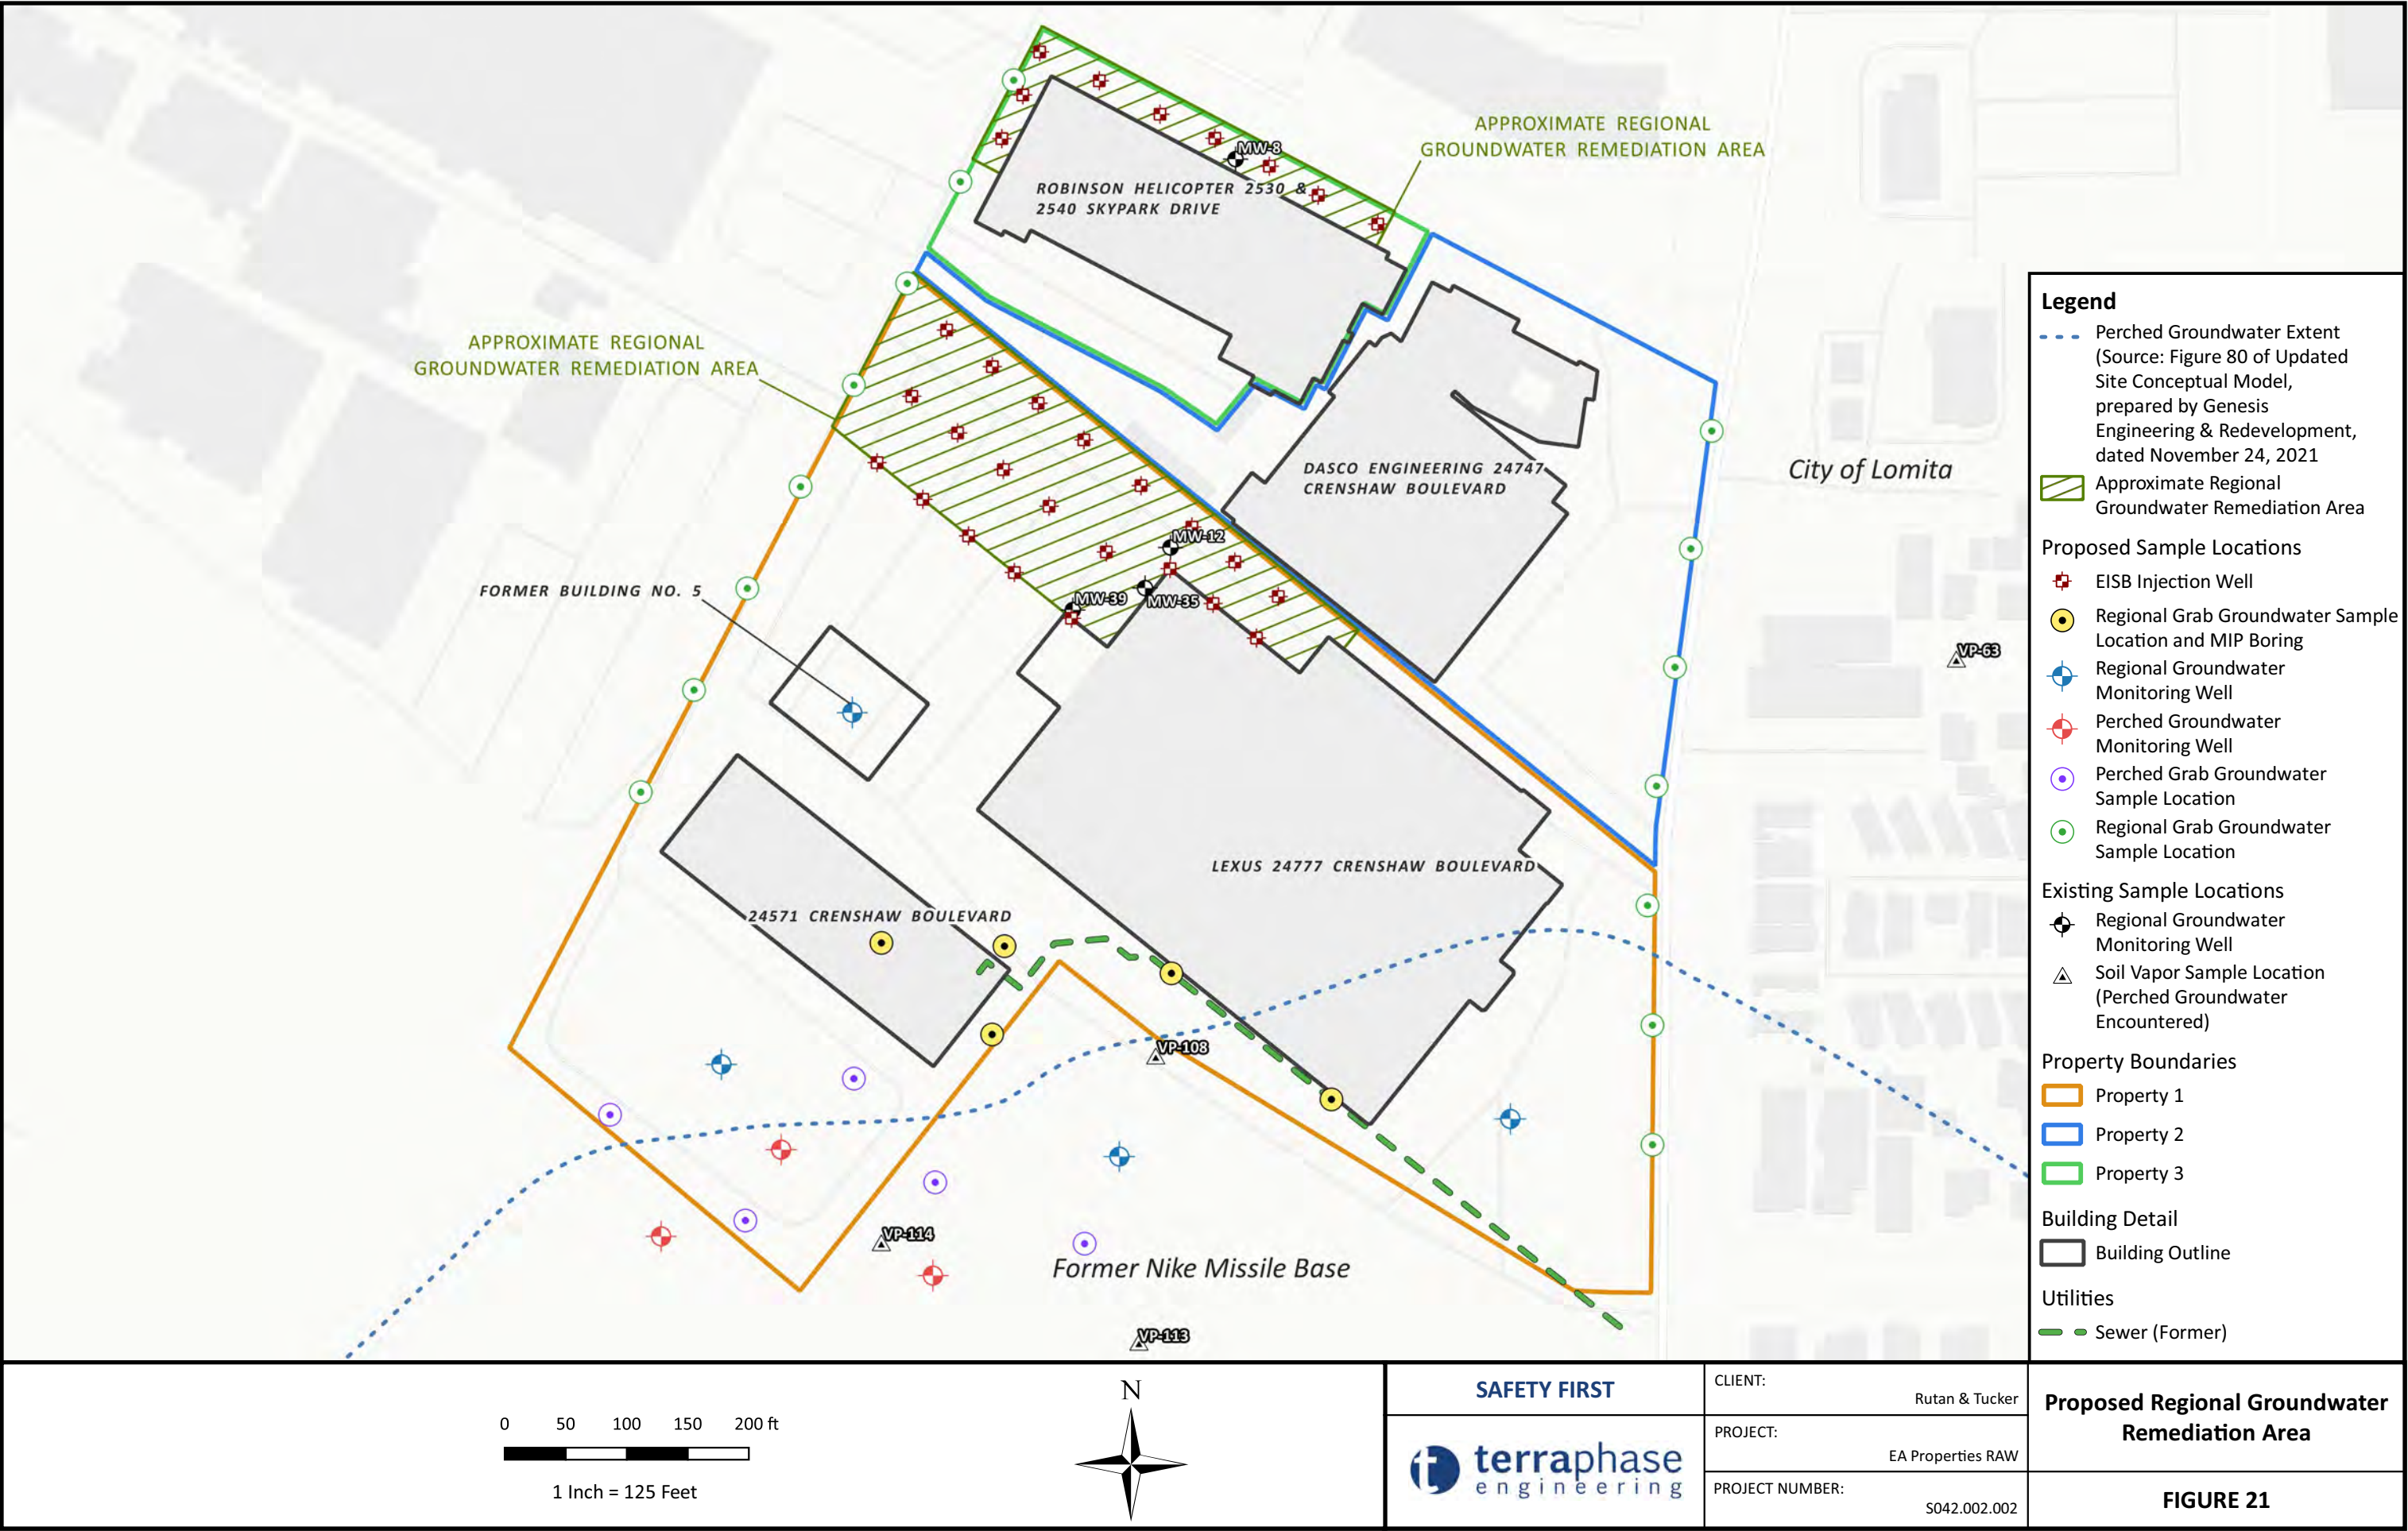 APPROXIMATE REGIONAL
GROUNDWATER REMEDIATION AREA
MW-8
ROBINSON HELICOPTER 2530 &
2540 SKYPARK DRIVE
APPROXIMATE REGIONAL
GROUNDWATER REMEDIATION AREA
DASCO ENGINEERING 24747
CRENSHAW BOULEVARD
City of Lomita
MW-12
MW-39
MW-35
FORMER BUILDING NO. 5
VP-63
LEXUS 24777 CRENSHAW BOULEVARD
24571 CRENSHAW BOULEVARD
VP-108
VP-114
Former Nike Missile Base
VP-113
Legend
Perched Groundwater Extent
(Source: Figure 80 of Updated
Site Conceptual Model,
prepared by Genesis
Engineering & Redevelopment,
dated November 24, 2021
Approximate Regional
Groundwater Remediation Area
Proposed Sample Locations
EISB Injection Well
Regional Grab Groundwater Sample
Location and MIP Boring
Regional Groundwater
Monitoring Well
Perched Groundwater
Monitoring Well
Perched Grab Groundwater
Sample Location
Regional Grab Groundwater
Sample Location
Existing Sample Locations
Regional Groundwater
Monitoring Well
Soil Vapor Sample Location
(Perched Groundwater
Encountered)
Property Boundaries
Property 1
Property 2
Property 3
Building Detail
Building Outline
Utilities
Sewer (Former)
0 50 100 150 200 ft
1 Inch = 125 Feet
N
SAFETY FIRST
terraphase
engineering
CLIENT:
Rutan & Tucker
PROJECT:
EA Properties RAW
PROJECT NUMBER:
S042.002.002
Proposed Regional Groundwater
Remediation Area
FIGURE 21